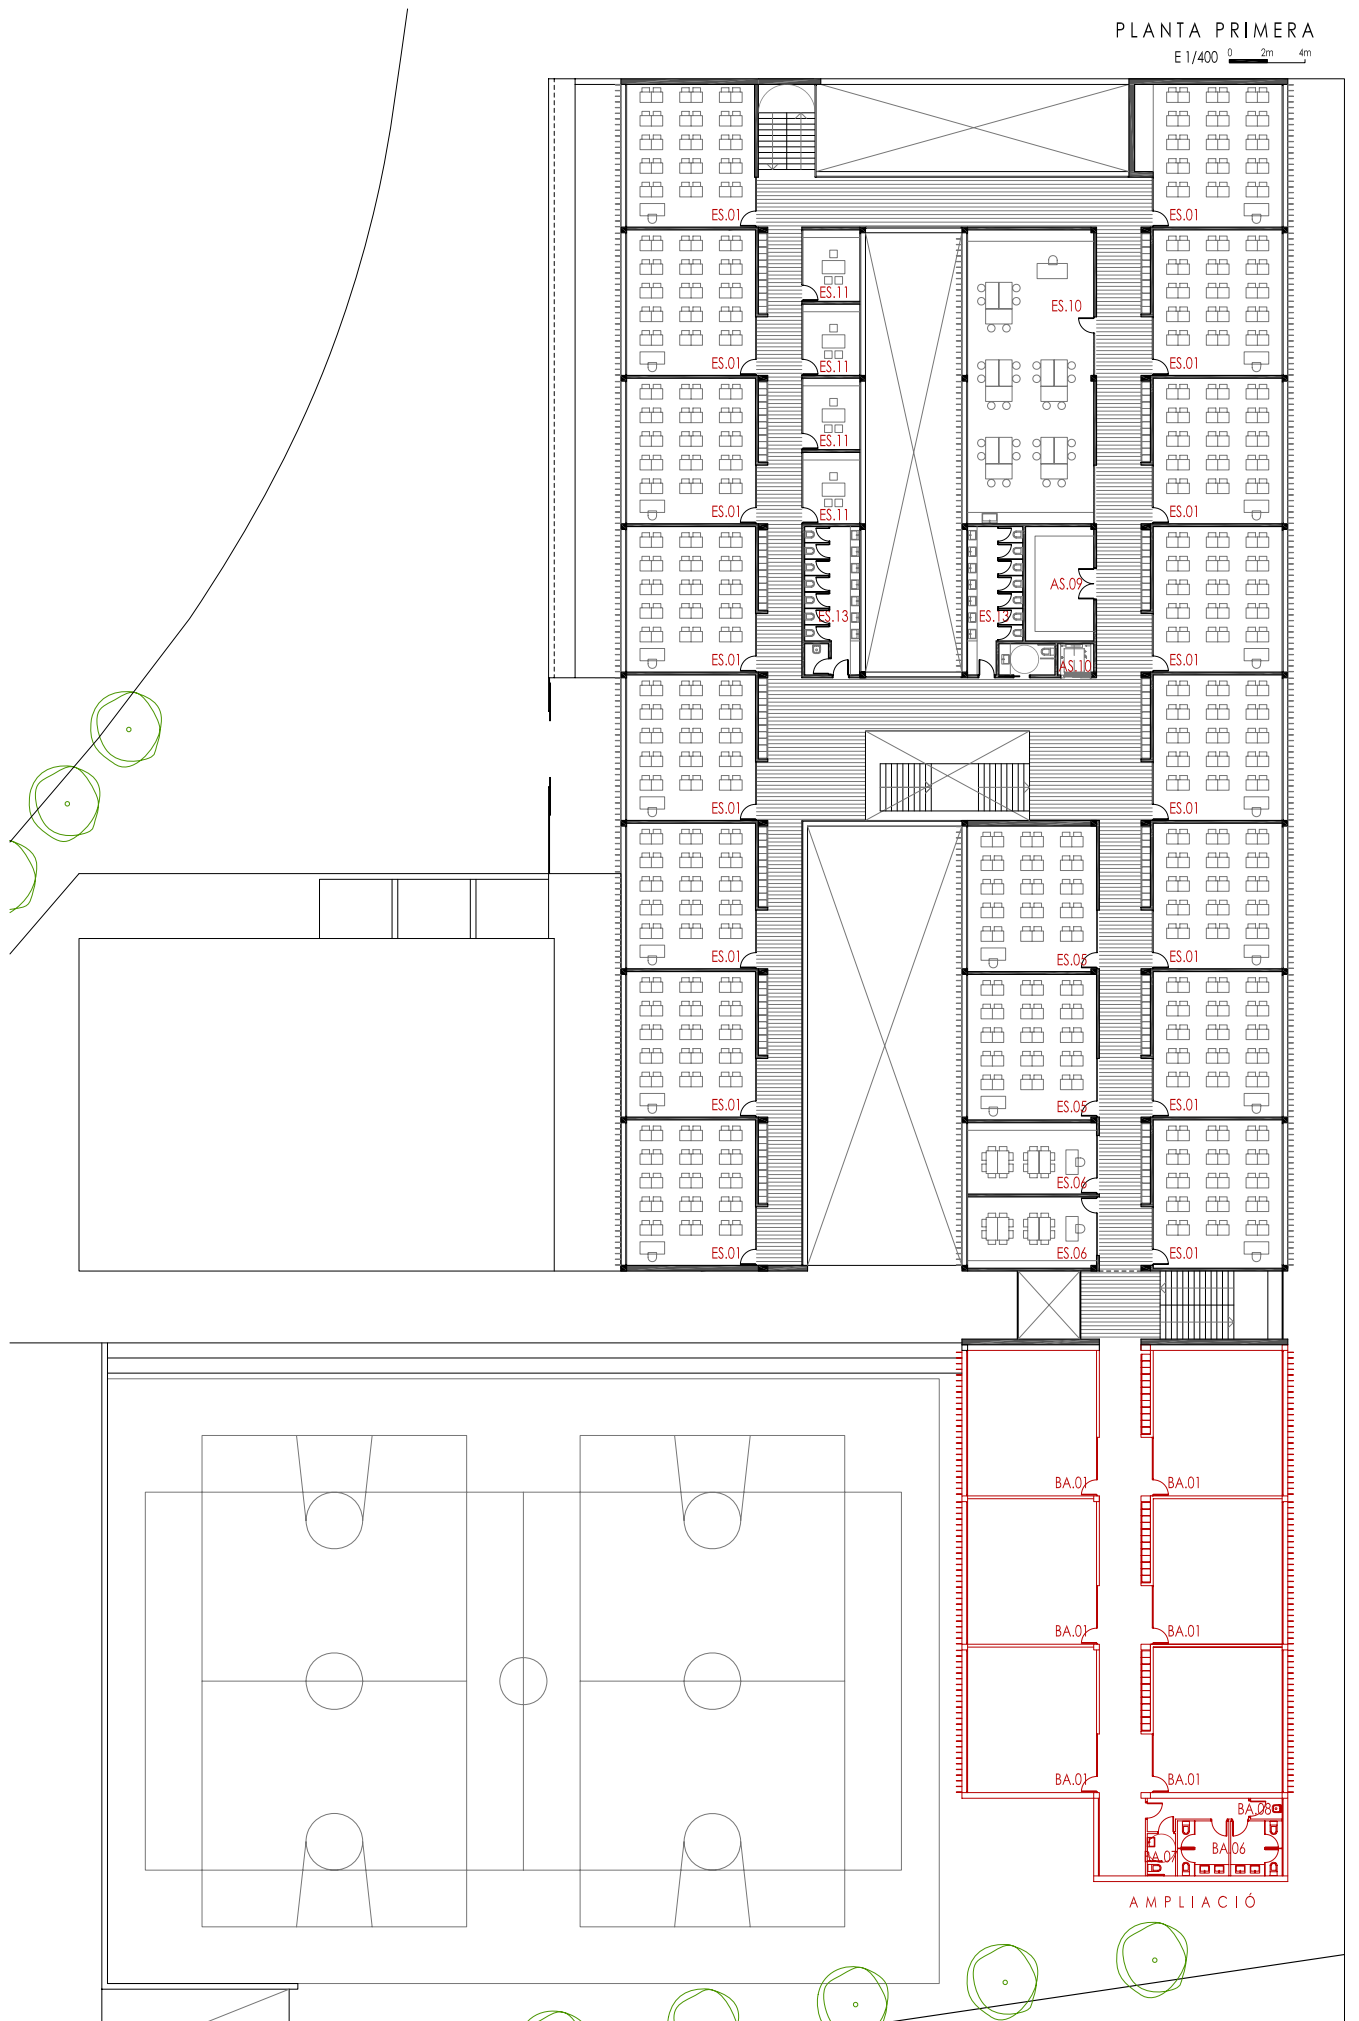 PLANTA PRIMERA
E 1/400 0 2m 4m
ES.01 ES.01
ES.11 ES.10
ES.01 ES.11 ES.01
ES.11
ES.01 ES.11 ES.01
AS.09
ES.13 ES.13
ES.01 AS.10 ES.01
ES.01 ES.01
ES.01 ES.05 ES.01
ES.01 ES.05 ES.01
ES.06
ES.01 ES.06 ES.01
BA.01 BA.01
BA.01 BA.01
BA.01 BA.01
BA.08
BA.07 BA.06
AMPLIACIÓ